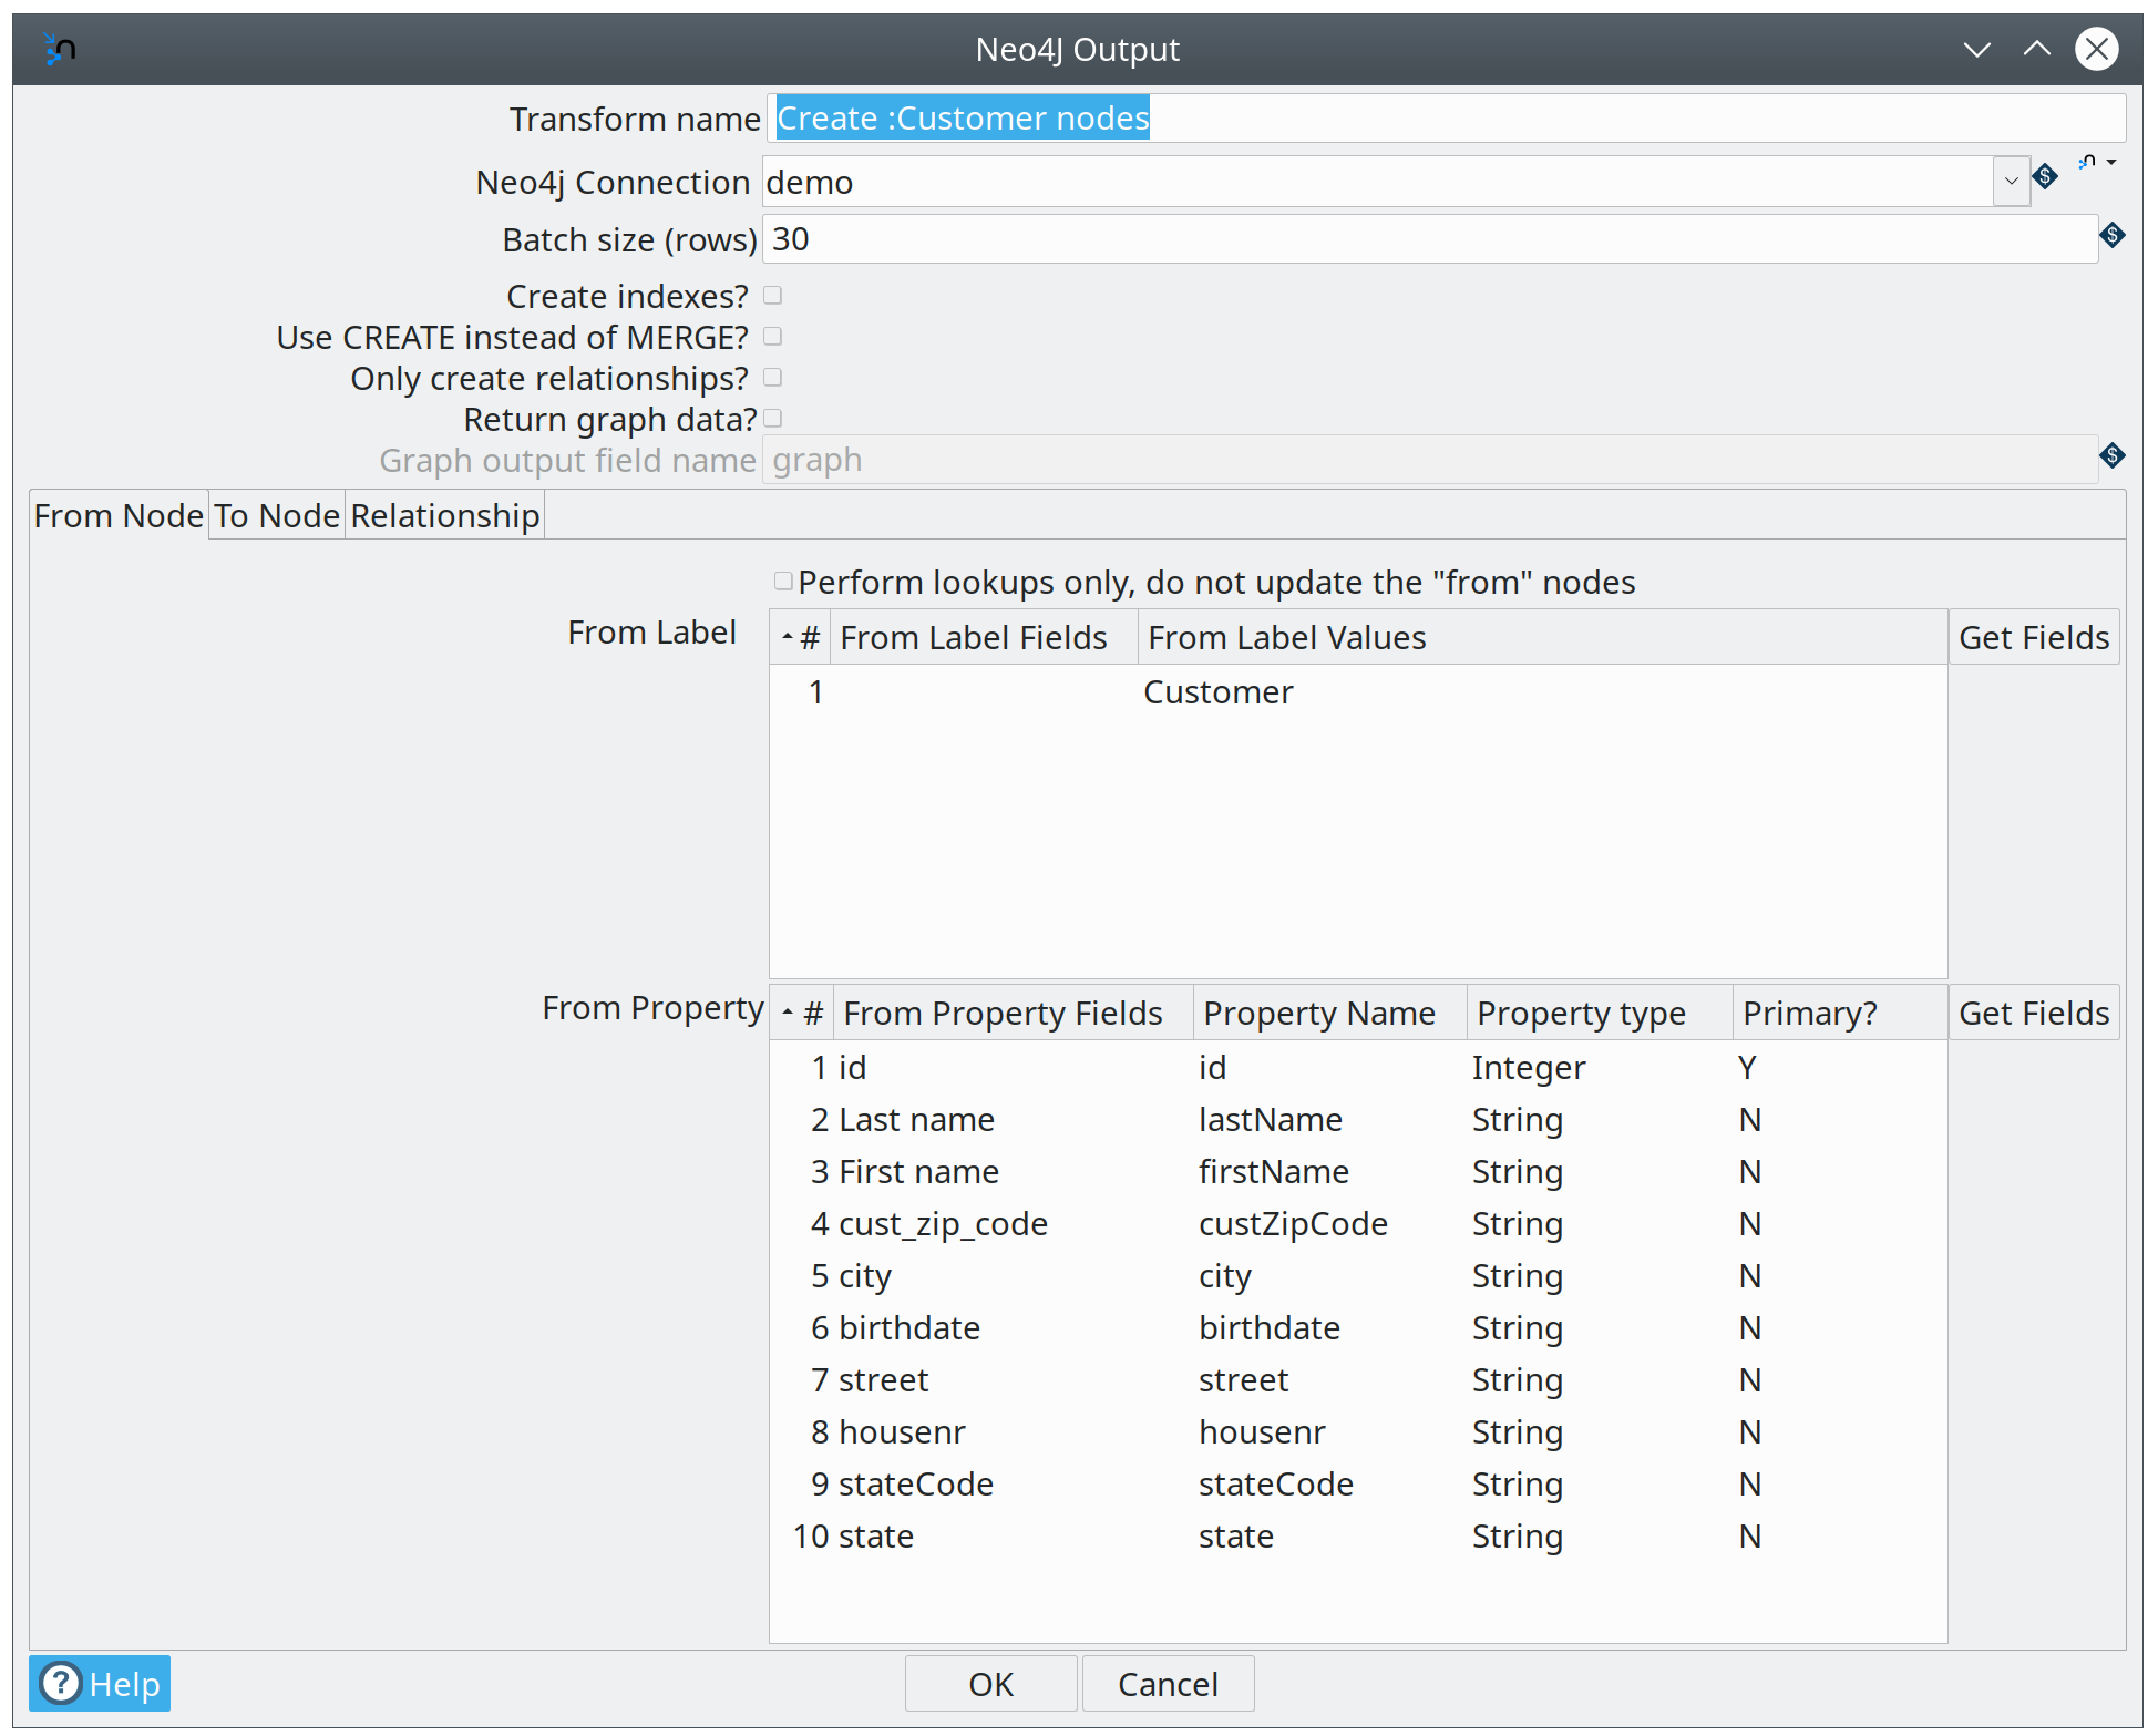 Neo4J Output
Transform name Create :Customer nodes
Neo4j Connection demo
Batch size (rows) 30
Create indexes?
Use CREATE instead of MERGE?
Only create relationships?
Return graph data?
Graph output field name graph
From Node To Node Relationship
Perform lookups only, do not update the "from" nodes
From Label # From Label Fields From Label Values Get Fields
1 Customer
From Property # From Property Fields Property Name Property type Primary? Get Fields
1 id id Integer Y
2 Last name lastName String N
3 First name firstName String N
4 cust_zip_code custZipCode String N
5 city city String N
6 birthdate birthdate String N
7 street street String N
8 housenr housenr String N
9 stateCode stateCode String N
10 state state String N
? Help OK Cancel